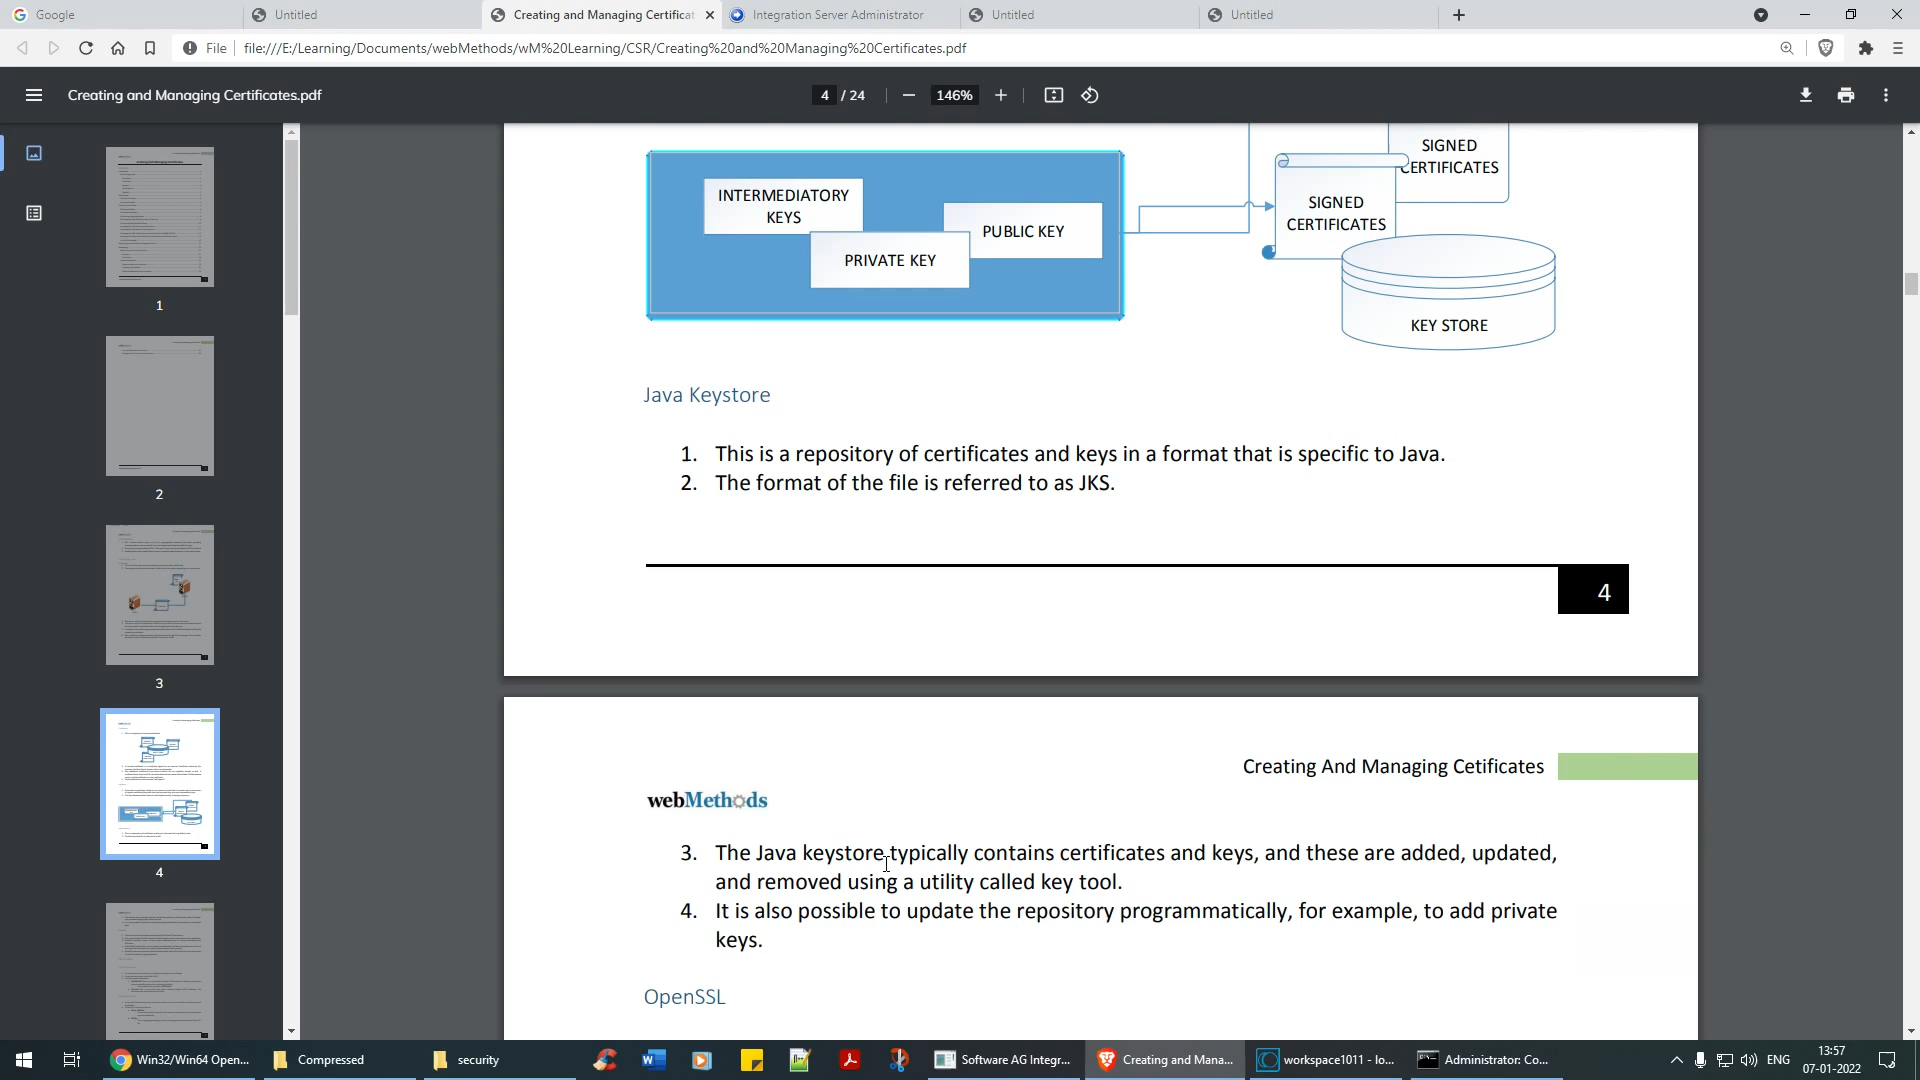 Google
Untitled
Creating and Managing Certificat
Integration Server Administrator
Untitled
Untitled
File
file:///E:/Learning/Documents/webMethods/wM%20Learning/CSR/Creating%20and%20Managing%20Certificates.pdf
Creating and Managing Certificates.pdf
4 / 24
146%
1
2
3
4
INTERMEDIATORY
KEYS
PUBLIC KEY
PRIVATE KEY
SIGNED
CERTIFICATES
SIGNED
CERTIFICATES
KEY STORE
Java Keystore
1. This is a repository of certificates and keys in a format that is specific to Java.
2. The format of the file is referred to as JKS.
4
Creating And Managing Cetificates
webMethods
3. The Java keystore typically contains certificates and keys, and these are added, updated,
and removed using a utility called key tool.
4. It is also possible to update the repository programmatically, for example, to add private
keys.
OpenSSL
Win32/Win64 Open...
Compressed
security
Software AG Integr...
Creating and Mana...
workspace1011 - Io...
Administrator: Co...
ENG
13:57
07-01-2022